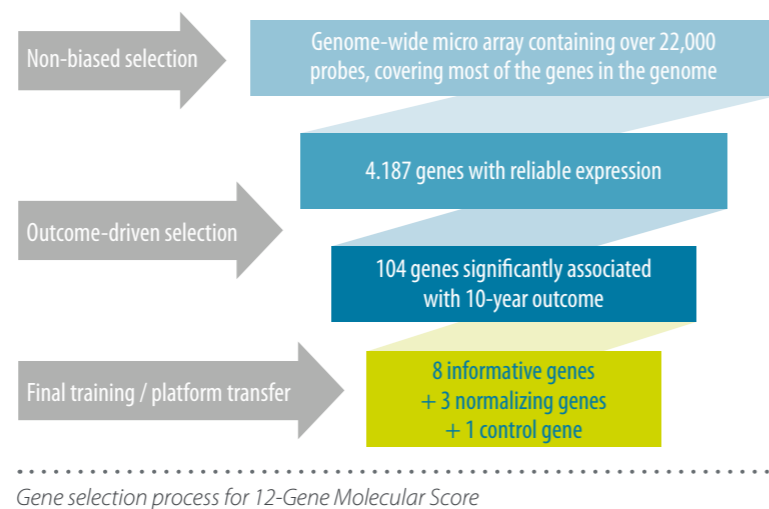 Non-biased selection
Genome-wide micro array containing over 22,000
probes, covering most of the genes in the genome
4.187 genes with reliable expression
Outcome-driven selection
104 genes significantly associated
with 10-year outcome
Final training / platform transfer
8 informative genes
+ 3 normalizing genes
+ 1 control gene
Gene selection process for 12-Gene Molecular Score